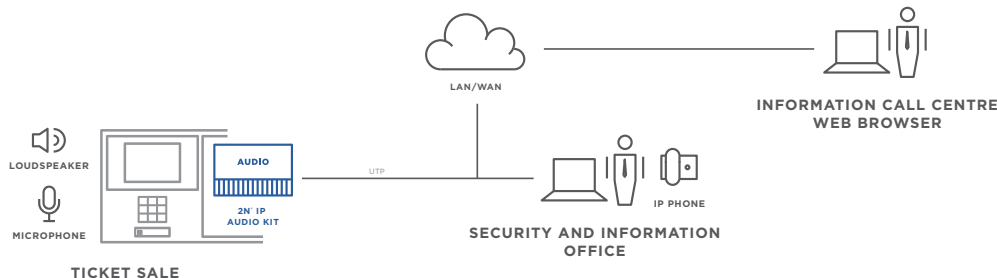 LAN/WAN
INFORMATION CALL CENTRE
WEB BROWSER
LOUDSPEAKER
AUDIO
UTP
2N® IP
AUDIO KIT
MICROPHONE
IP PHONE
SECURITY AND INFORMATION
OFFICE
TICKET SALE